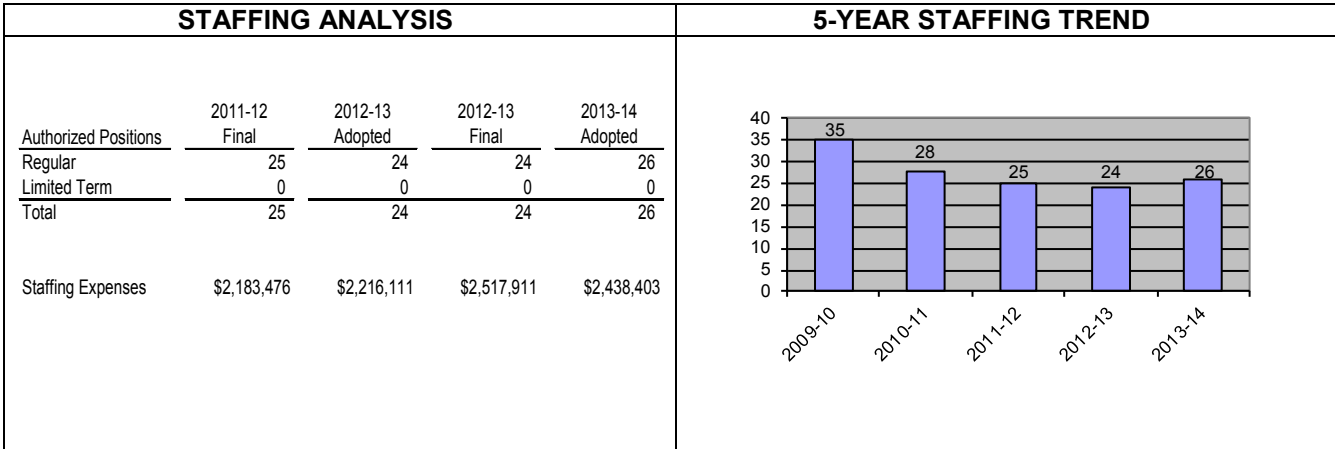 STAFFING ANALYSIS
5-YEAR STAFFING TREND
2011-12 2012-13 2012-13 2013-14
Authorized Positions Final Adopted Final Adopted
Regular 25 24 24 26
Limited Term 0 0 0 0
Total 25 24 24 26
Staffing Expenses $2,183,476 $2,216,111 $2,517,911 $2,438,403
40
35
30
25
20
15
10
5
0
35
28
25
24
26
2009-10
2010-11
2011-12
2012-13
2013-14